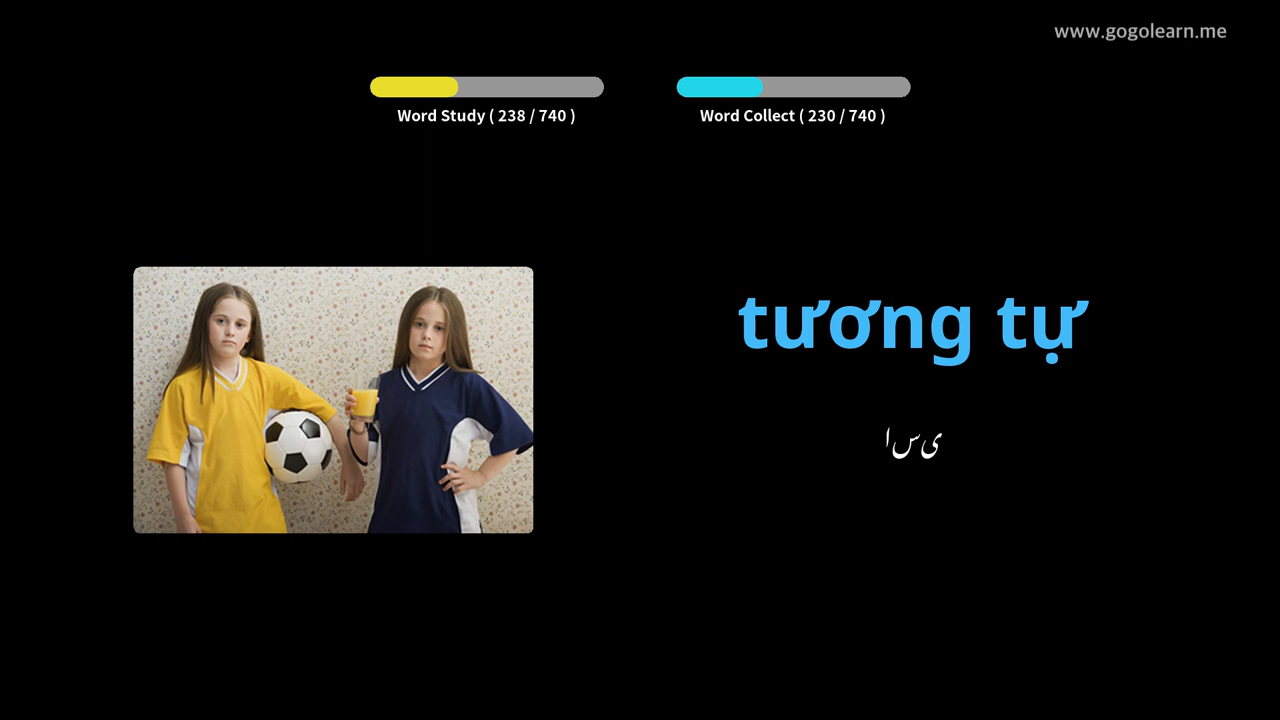 www.gogolearn.me
Word Study ( 238 / 740 )
Word Collect ( 230 / 740 )
tương tự
اسی